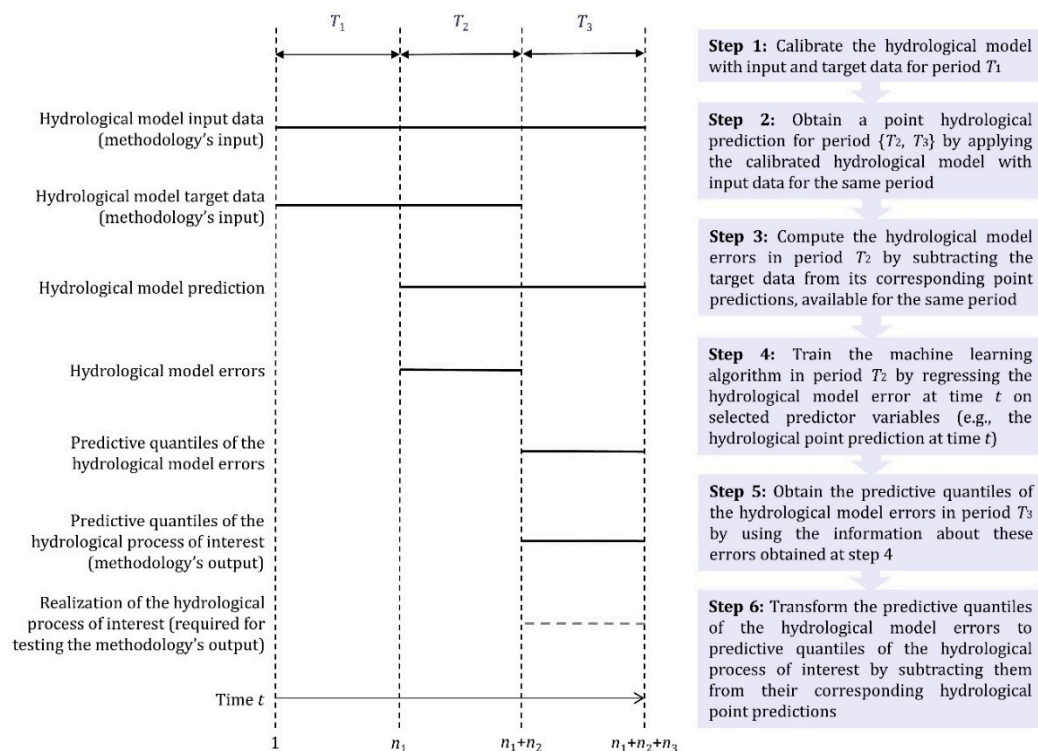 T1
T2
T3
Hydrological model input data
(methodology's input)
Hydrological model target data
(methodology's input)
Hydrological model prediction
Hydrological model errors
Predictive quantiles of the
hydrological model errors
Predictive quantiles of the
hydrological process of interest
(methodology's output)
Realization of the hydrological
process of interest (required for
testing the methodology's output)
Time t
1
n1
n1+n2
n1+n2+n3
Step 1: Calibrate the hydrological model
with input and target data for period T1
Step 2: Obtain a point hydrological
prediction for period {T2, T3} by applying
the calibrated hydrological model with
input data for the same period
Step 3: Compute the hydrological model
errors in period T2 by subtracting the
target data from its corresponding point
predictions, available for the same period
Step 4: Train the machine learning
algorithm in period T2 by regressing the
hydrological model error at time t on
selected predictor variables (e.g., the
hydrological point prediction at time t)
Step 5: Obtain the predictive quantiles of
the hydrological model errors in period T3
by using the information about these
errors obtained at step 4
Step 6: Transform the predictive quantiles
of the hydrological model errors to
predictive quantiles of the hydrological
process of interest by subtracting them
from their corresponding hydrological
point predictions